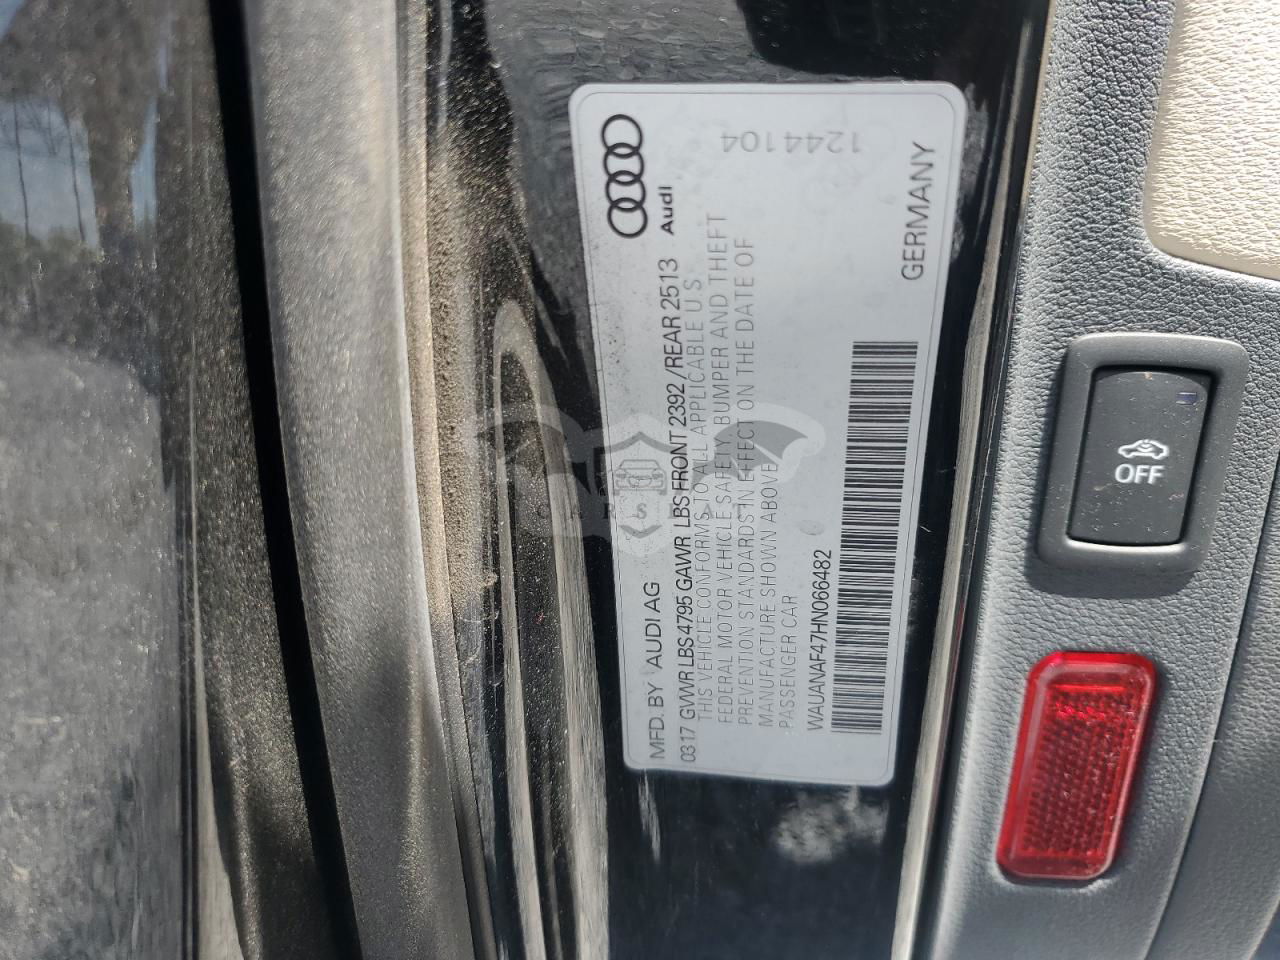 Audi
1244104
MFD. BY AUDI AG
0317 GVWR LBS 4795 GAWR LBS FRONT 2392 / REAR 2513
THIS VEHICLE CONFORMS TO ALL APPLICABLE U S
FEDERAL MOTOR VEHICLE SAFETY, BUMPER AND THEFT
PREVENTION STANDARDS IN EFFECT ON THE DATE OF
MANUFACTURE SHOWN ABOVE
PASSENGER CAR
WAUANAF47HN066482
GERMANY
OFF